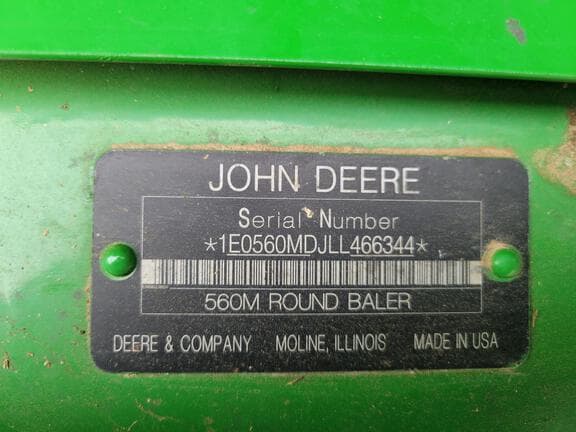 JOHN DEERE
Serial Number
*1E0560MDJLL466344*
560M ROUND BALER
DEERE & COMPANY MOLINE, ILLINOIS MADE IN USA